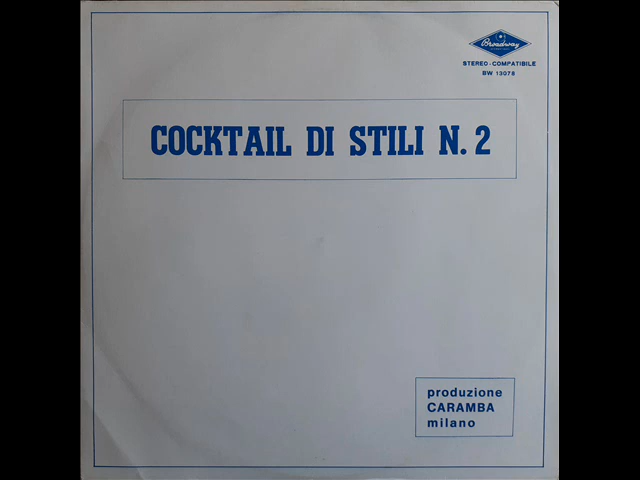 Broadway
STEREO - COMPATIBILE
BW 13078
COCKTAIL DI STILI N. 2
produzione
CARAMBA
milano